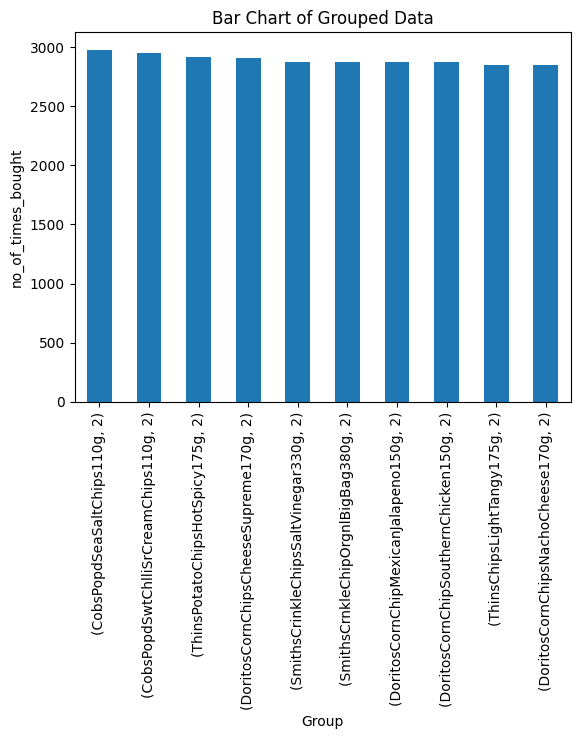 Bar Chart of Grouped Data
3000
2500
2000
1500
1000
500
0
no_of_times_bought
(CobsPopdSeaSaltChips110g, 2)
(CobsPopdSwtChlliSrCreamChips110g, 2)
(ThinsPotatoChipsHotSpicy175g, 2)
(DoritosCornChipsCheeseSupreme170g, 2)
(SmithsCrinkleChipsSaltVinegar330g, 2)
(SmithsCrnkleChipOrgnlBigBag380g, 2)
(DoritosCornChipMexicanJalapeno150g, 2)
(DoritosCornChipSouthernChicken150g, 2)
(ThinsChipsLightTangy175g, 2)
(DoritosCornChipsNachoCheese170g, 2)
Group